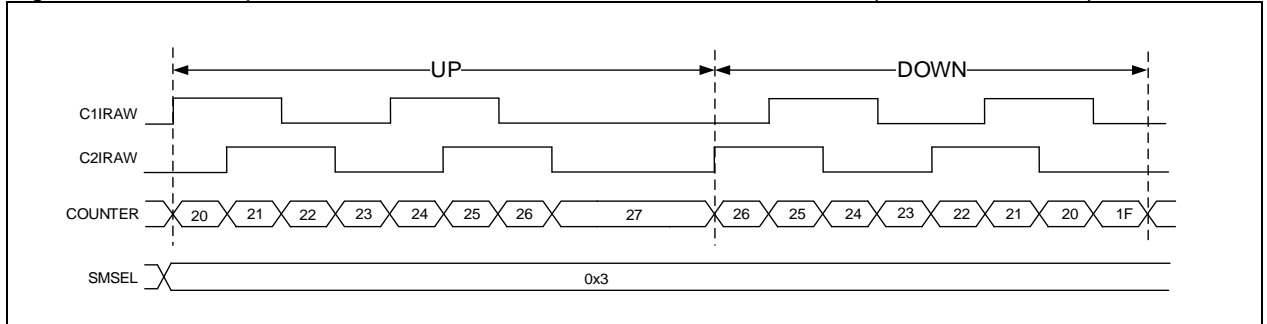 UP DOWN
C1IRAW
C2IRAW
COUNTER 20 21 22 23 24 25 26 27 26 25 24 23 22 21 20 1F
SMSEL 0x3